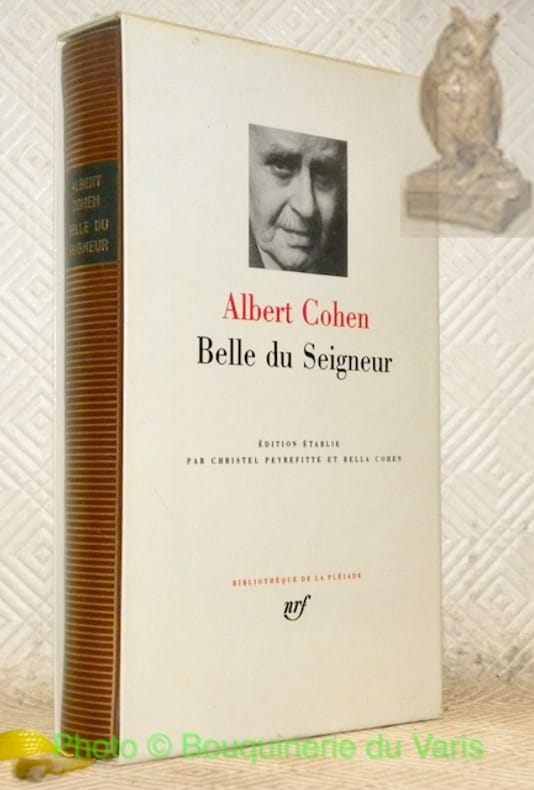 ALBERT
COHEN
BELLE DU
SEIGNEUR
Albert Cohen
Belle du Seigneur
ÉDITION ÉTABLIE
PAR CHRISTEL PEYREFITTE ET BELLA COHEN
BIBLIOTHÈQUE DE LA PLÉIADE
nrf
Photo © Bouquinerie du Varis